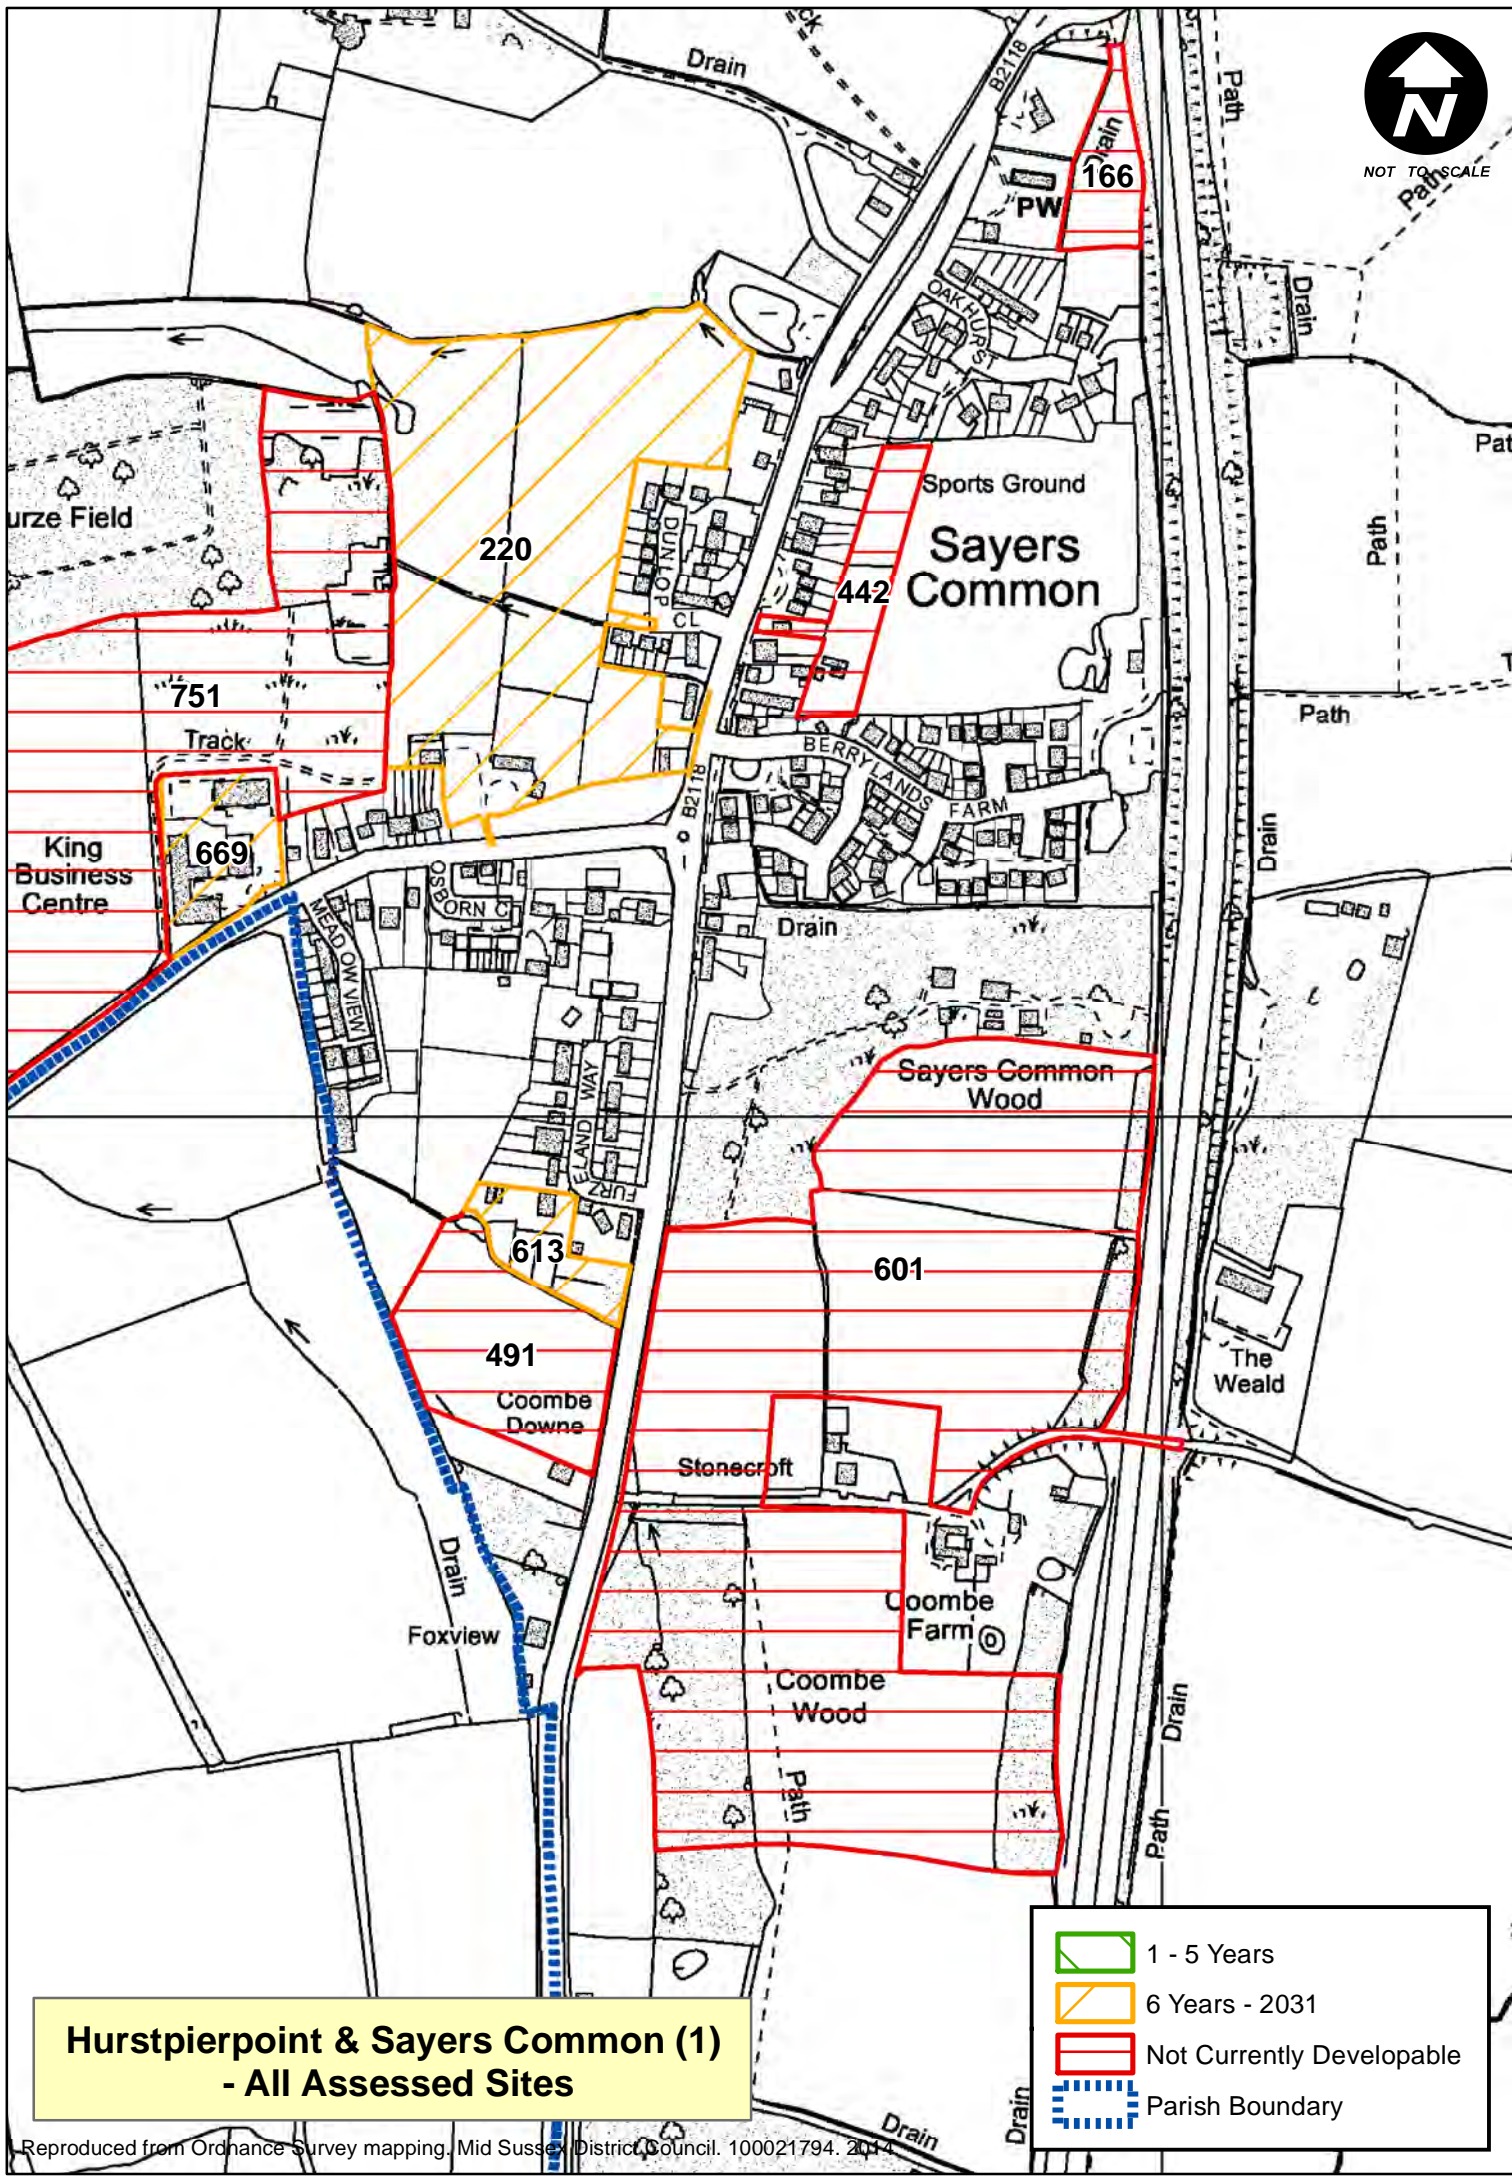 Drain
B2118
Path
N
NOT TO SCALE
Path
Drain
166
PW
OAKHURST
Drain
Path
Sports Ground
Sayers
Common
442
urze Field
220
DUNLOP
CL
751
Track
Path
BERRYLANDS
FARM
B2118
King
Business
Centre
669
OSBORN C
MEADOW VIEW
Drain
Drain
Sayers Common
Wood
ELAND WAY
FURN
613
601
491
Coombe
Downe
The
Weald
Stonecroft
Drain
Foxview
Coombe
Farm
Coombe
Wood
Path
Drain
Path
1 - 5 Years
6 Years - 2031
Not Currently Developable
Parish Boundary
Hurstpierpoint & Sayers Common (1)
- All Assessed Sites
Drain
Drain
Reproduced from Ordnance Survey mapping. Mid Sussex District Council. 100021794. 2014